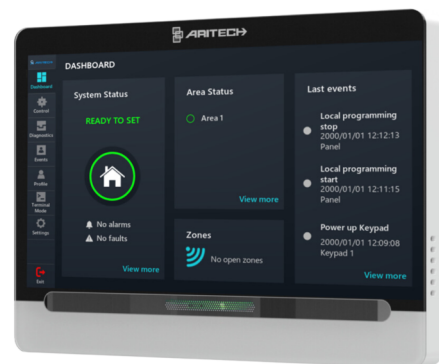 ARITECH
ARITECH
DASHBOARD
Dashboard
Control
Diagnostics
Events
Profile
Terminal
Mode
Settings
Exit
System Status
READY TO SET
No alarms
No faults
View more
Area Status
Area 1
View more
Zones
No open zones
Last events
Local programming
stop
2000/01/01 12:12:13
Panel
Local programming
start
2000/01/01 12:11:15
Panel
Power up Keypad
2000/01/01 12:09:08
Keypad 1
View more